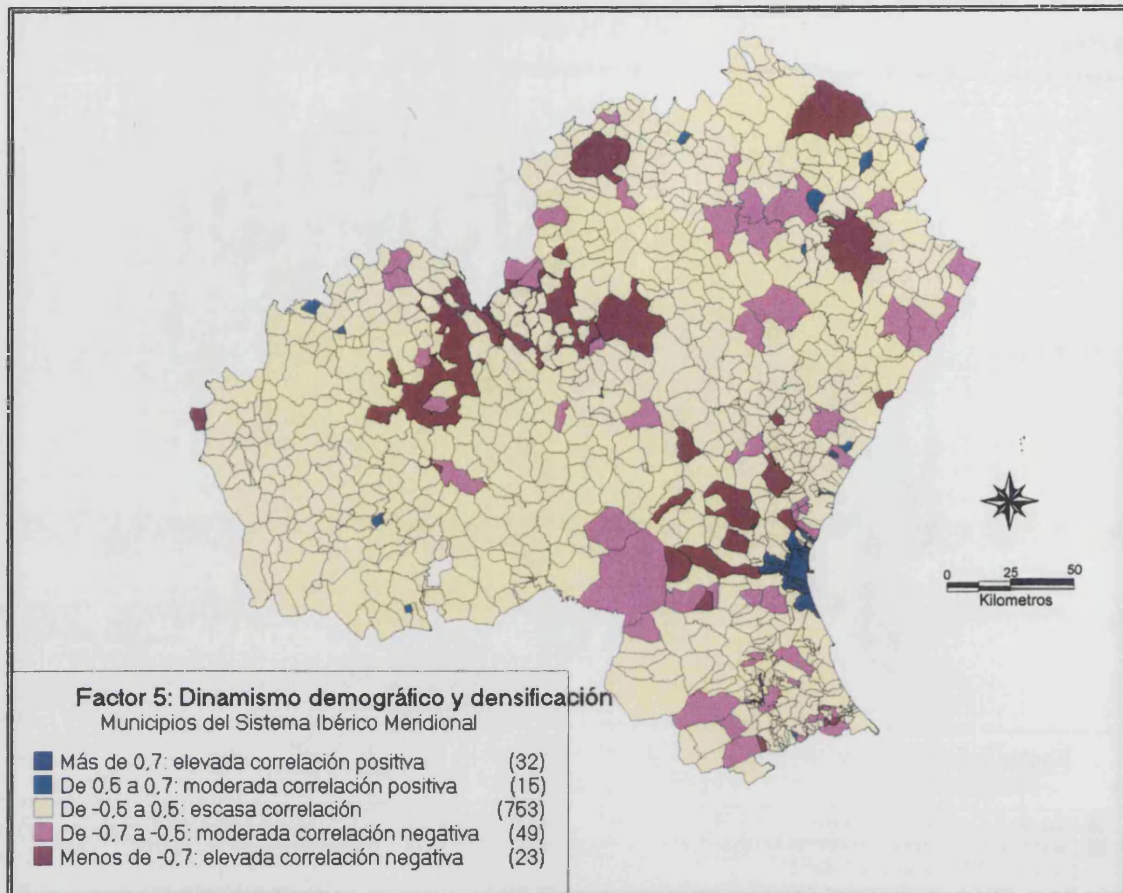 0 25 50
Kilometros
Factor 5: Dinamismo demográfico y densificación
Municipios del Sistema Ibérico Meridional
Más de 0,7: elevada correlación positiva (32)
De 0,5 a 0,7: moderada correlación positiva (15)
De -0,5 a 0,5: escasa correlación (753)
De -0,7 a -0,5: moderada correlación negativa (49)
Menos de -0,7: elevada correlación negativa (23)